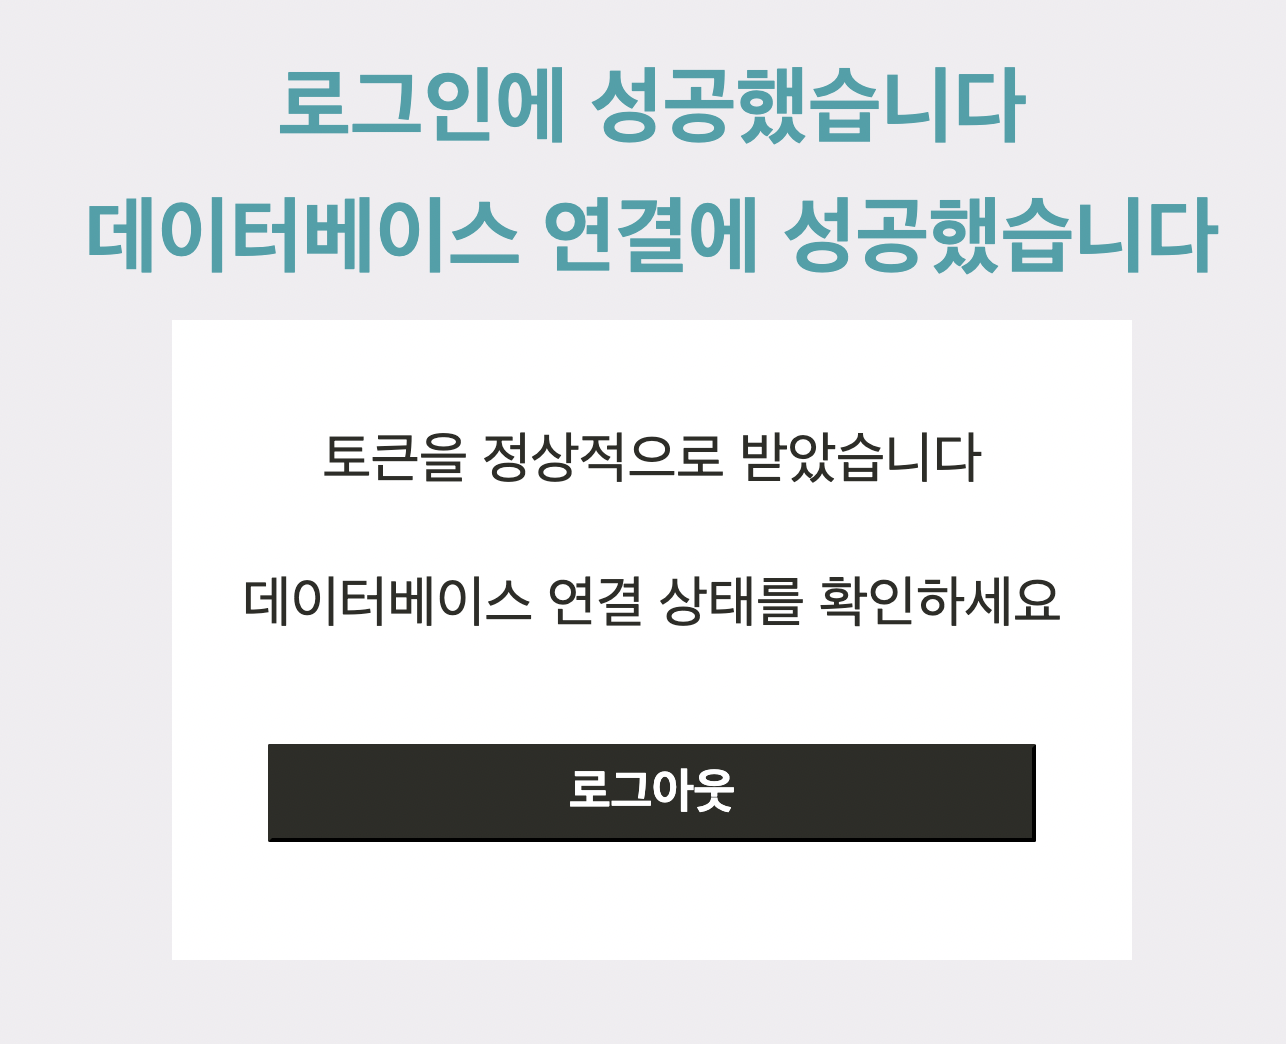 로그인에 성공했습니다
데이터베이스 연결에 성공했습니다
토큰을 정상적으로 받았습니다
데이터베이스 연결 상태를 확인하세요
로그아웃